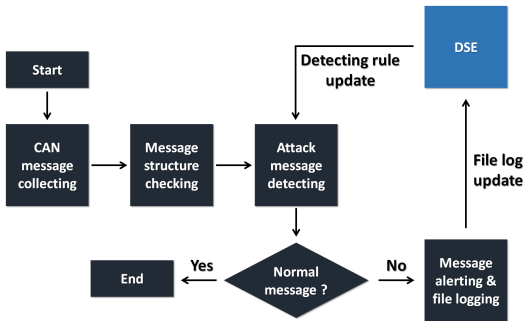 Start
DSE
Detecting rule
update
CAN
message
collecting
Message
structure
checking
Attack
message
detecting
File log
update
Normal
message ?
Yes
End
No
Message
alerting &
file logging